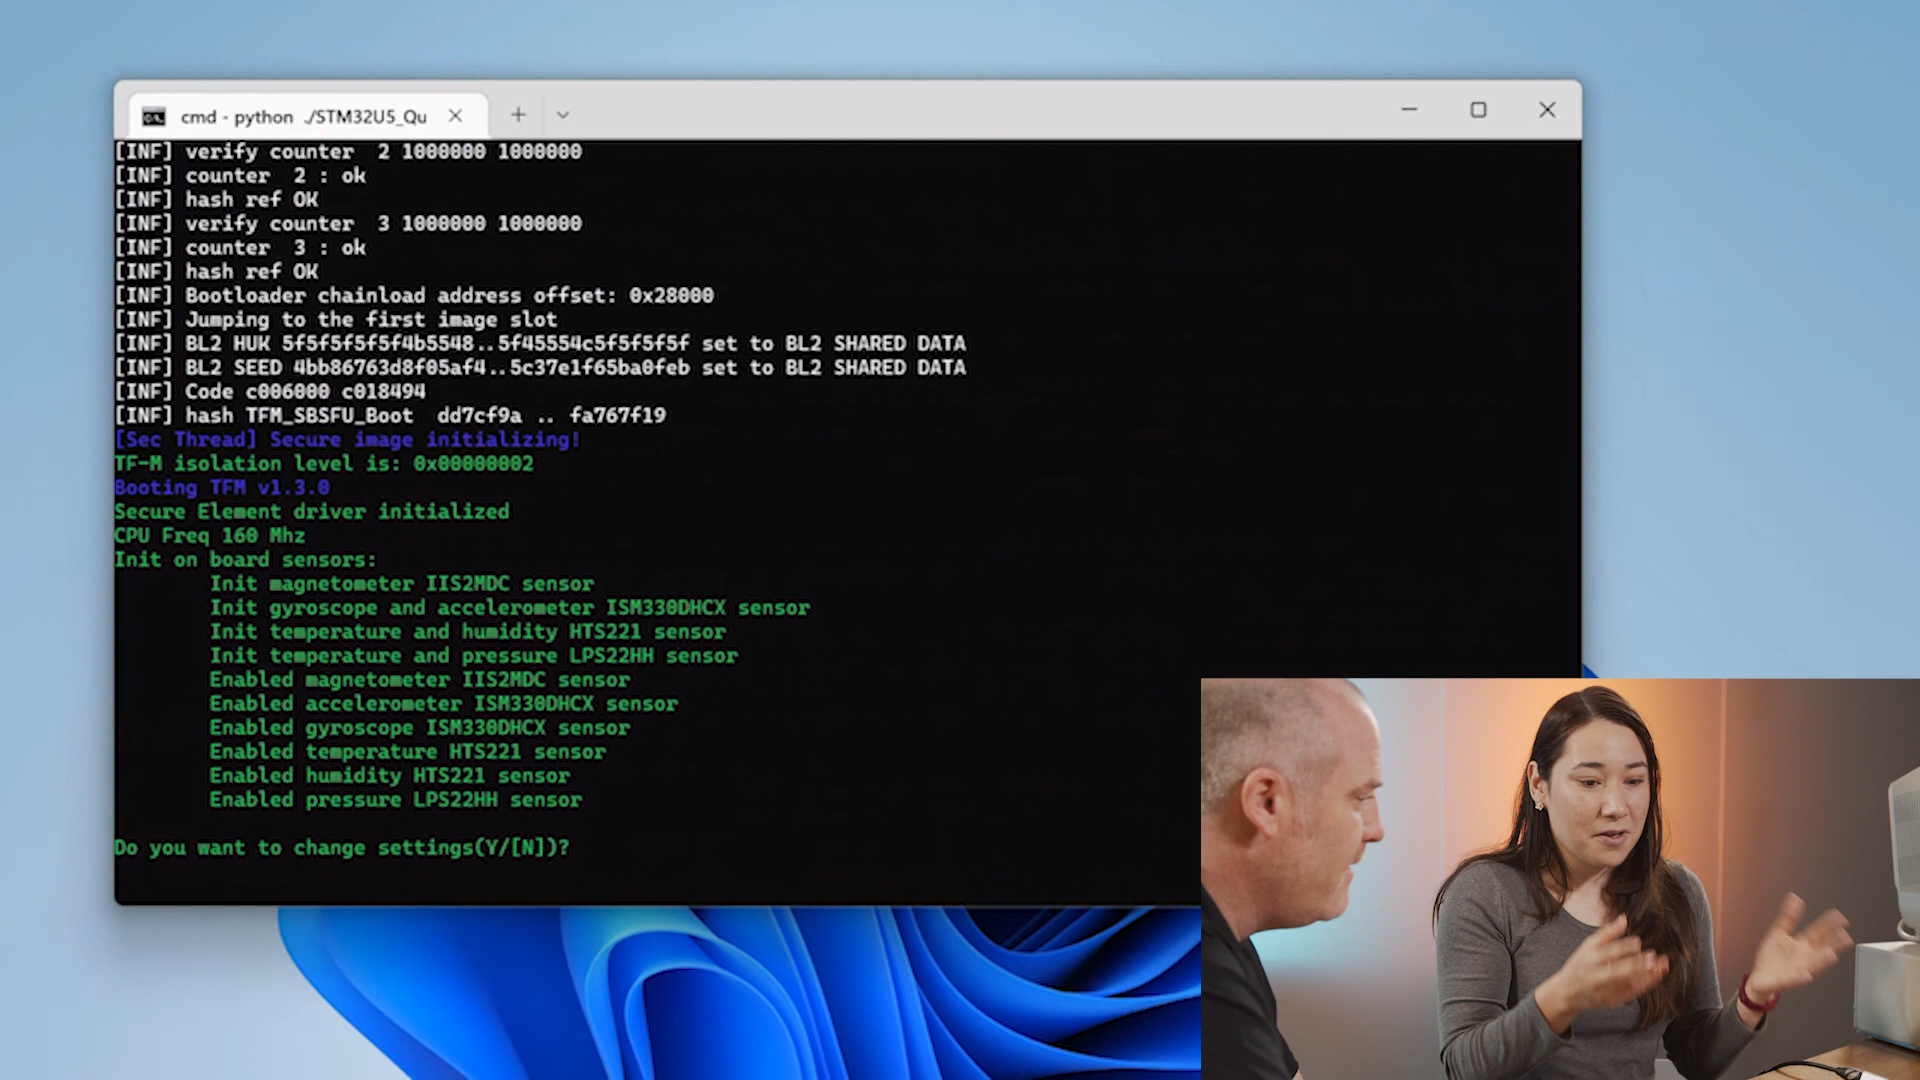 cmd - python ./STM32U5_Qu
[INF] verify counter  2 1000000 1000000
[INF] counter  2 : ok
[INF] hash ref OK
[INF] verify counter  3 1000000 1000000
[INF] counter  3 : ok
[INF] hash ref OK
[INF] Bootloader chainload address offset: 0x28000
[INF] Jumping to the first image slot
[INF] BL2 HUK 5f5f5f5f5f4b5548..5f45554c5f5f5f5f set to BL2 SHARED DATA
[INF] BL2 SEED 4bb86763d8f05af4..5c37e1f65ba0feb set to BL2 SHARED DATA
[INF] Code c006000 c018494
[INF] hash TFM_SBSFU_Boot  dd7cf9a .. fa767f19
[Sec Thread] Secure image initializing!
TF-M isolation level is: 0x00000002
Booting TFM v1.3.0
Secure Element driver initialized
CPU Freq 160 Mhz
Init on board sensors:
Init magnetometer IIS2MDC sensor
Init gyroscope and accelerometer ISM330DHCX sensor
Init temperature and humidity HTS221 sensor
Init temperature and pressure LPS22HH sensor
Enabled magnetometer IIS2MDC sensor
Enabled accelerometer ISM330DHCX sensor
Enabled gyroscope ISM330DHCX sensor
Enabled temperature HTS221 sensor
Enabled humidity HTS221 sensor
Enabled pressure LPS22HH sensor
Do you want to change settings(Y/[N])?